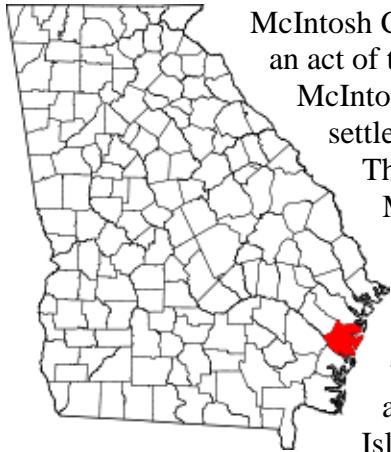 McIntosh C
an act of t
McInto
settle
Th
M
a
Isl